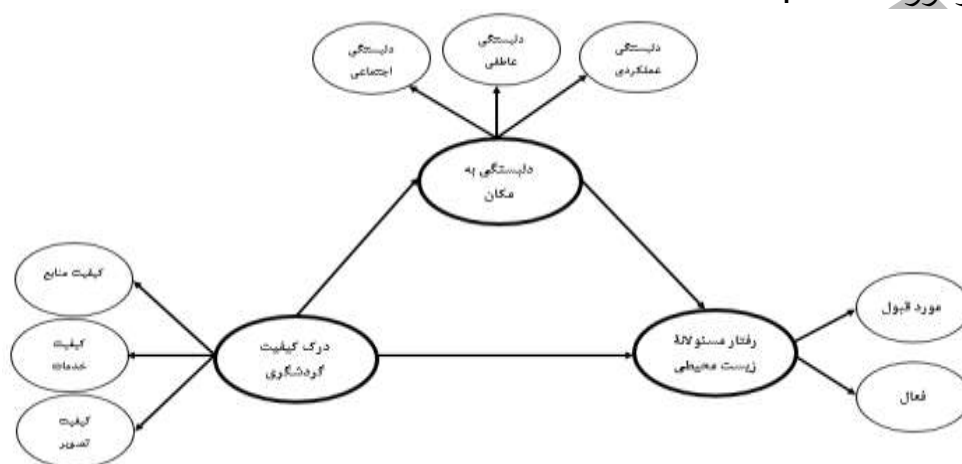 دلبستگی
اجتماعی
دلبستگی
عاطفی
دلبستگی
عملکردی
دلبستگی به
مکان
کیفیت منابع
کیفیت
خدمات
کیفیت
تصویر
درک کیفیت
گردشگری
رفتار مسئولانهٔ
زیست محیطی
مورد قبول
فعال